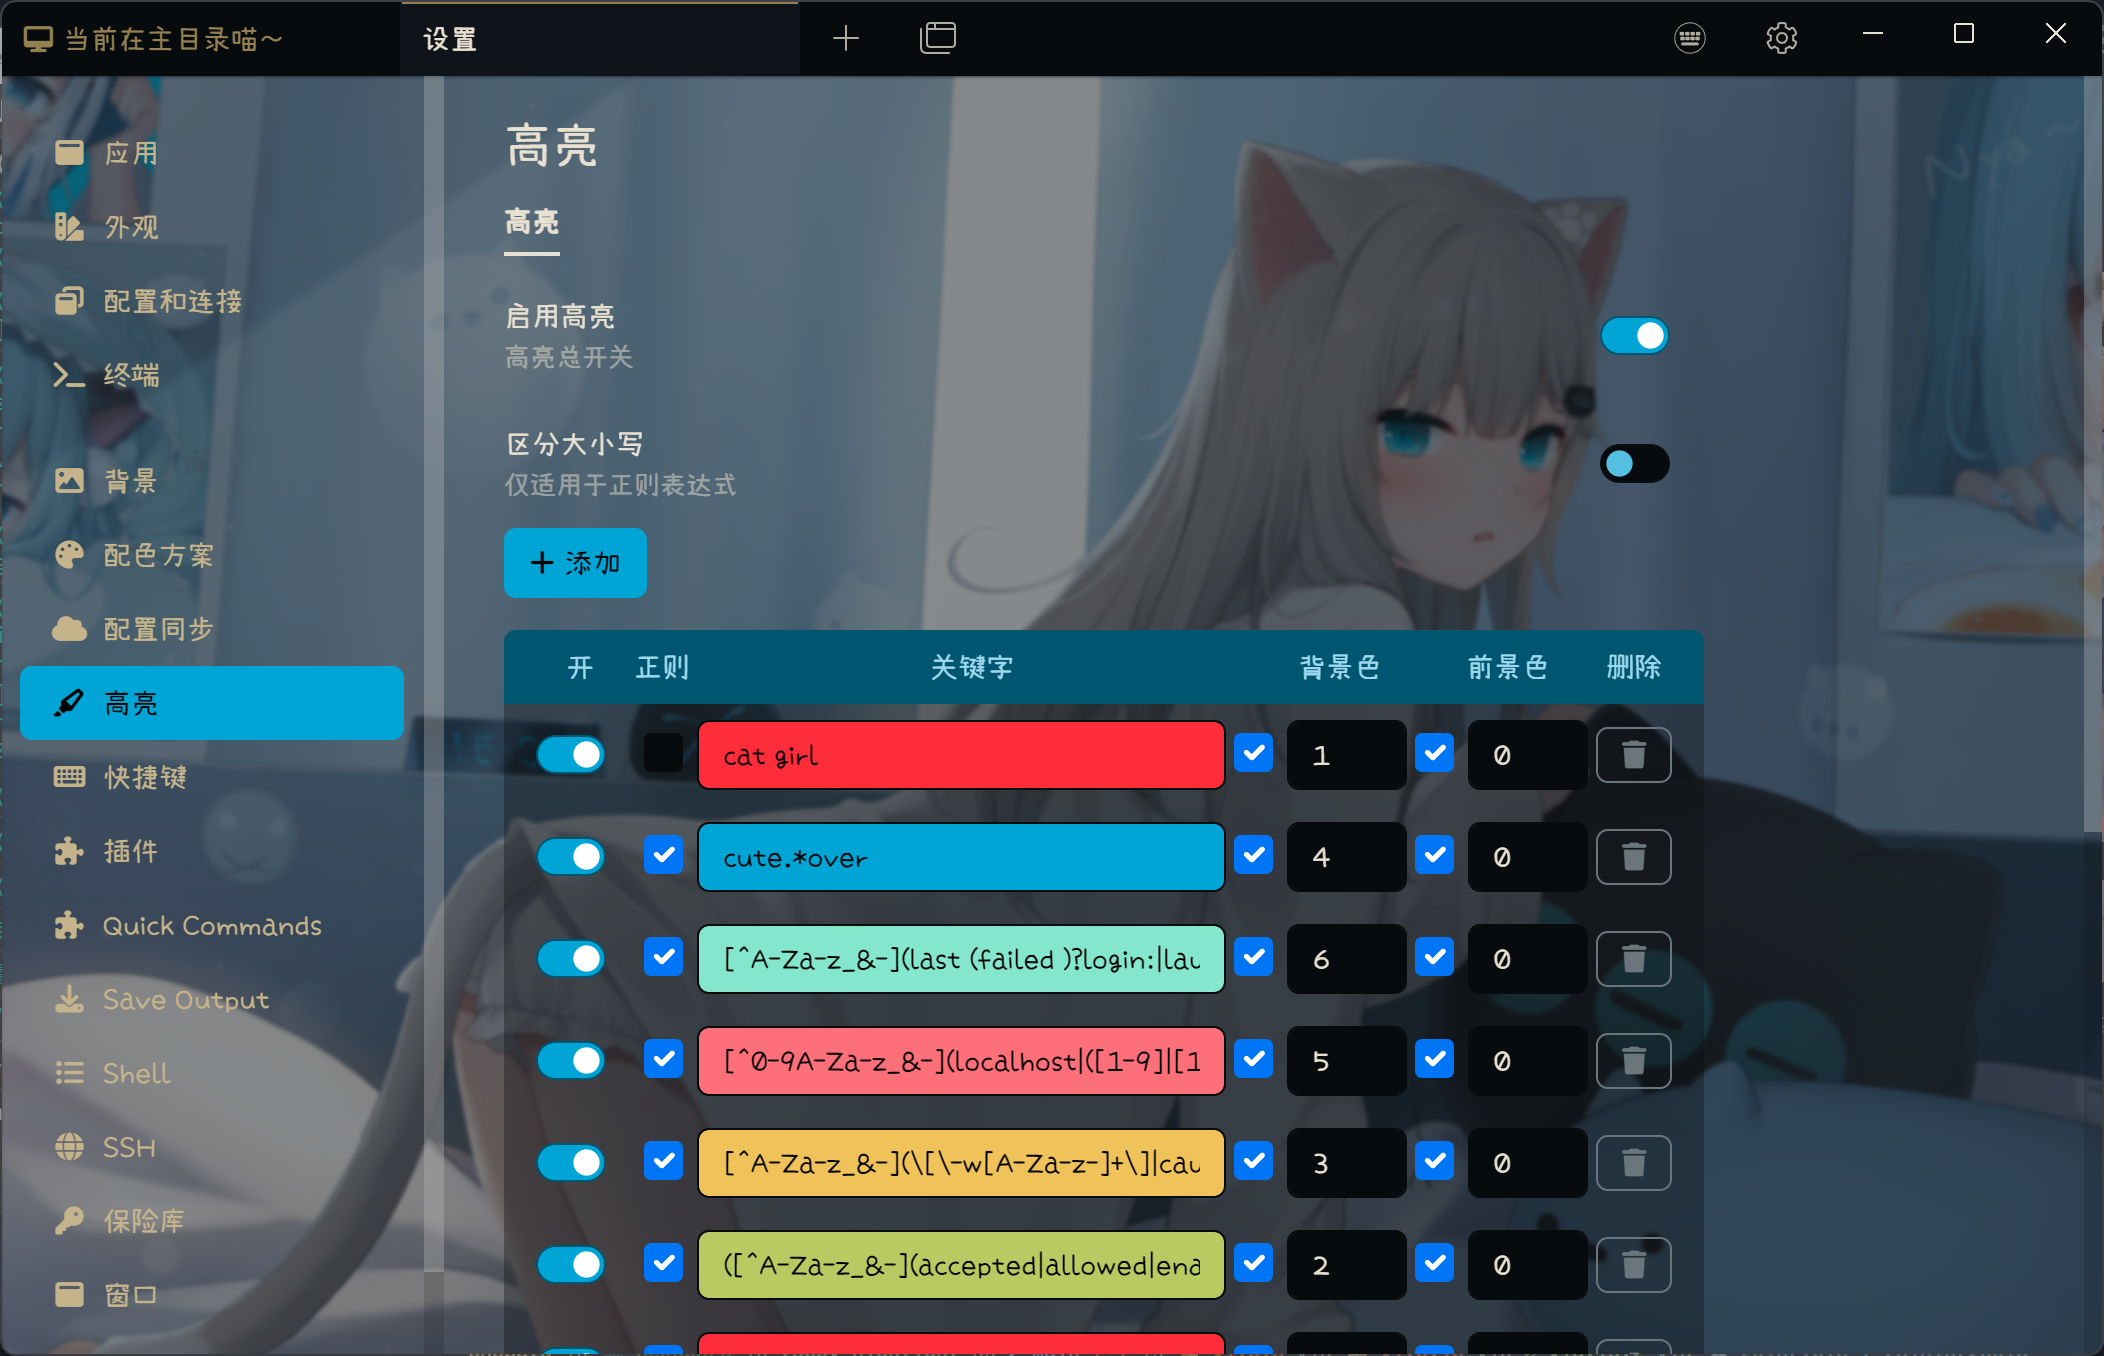 当前在主目录喵～
设置
应用
外观
配置和连接
终端
背景
配色方案
配置同步
高亮
快捷键
插件
Quick Commands
Save Output
Shell
SSH
保险库
窗口
高亮
高亮
启用高亮
高亮总开关
区分大小写
仅适用于正则表达式
添加
开 正则 关键字 背景色 前景色 删除
cat girl 1 0
cute.*over 4 0
[^A-Za-z_&-](last (failed )?login:|lau 6 0
[^0-9A-Za-z_&-](localhost|([1-9]|[1 5 0
[^A-Za-z_&-](\[\-w[A-Za-z-]+\]|cau 3 0
([^A-Za-z_&-](accepted|allowed|ena 2 0
Nya ~